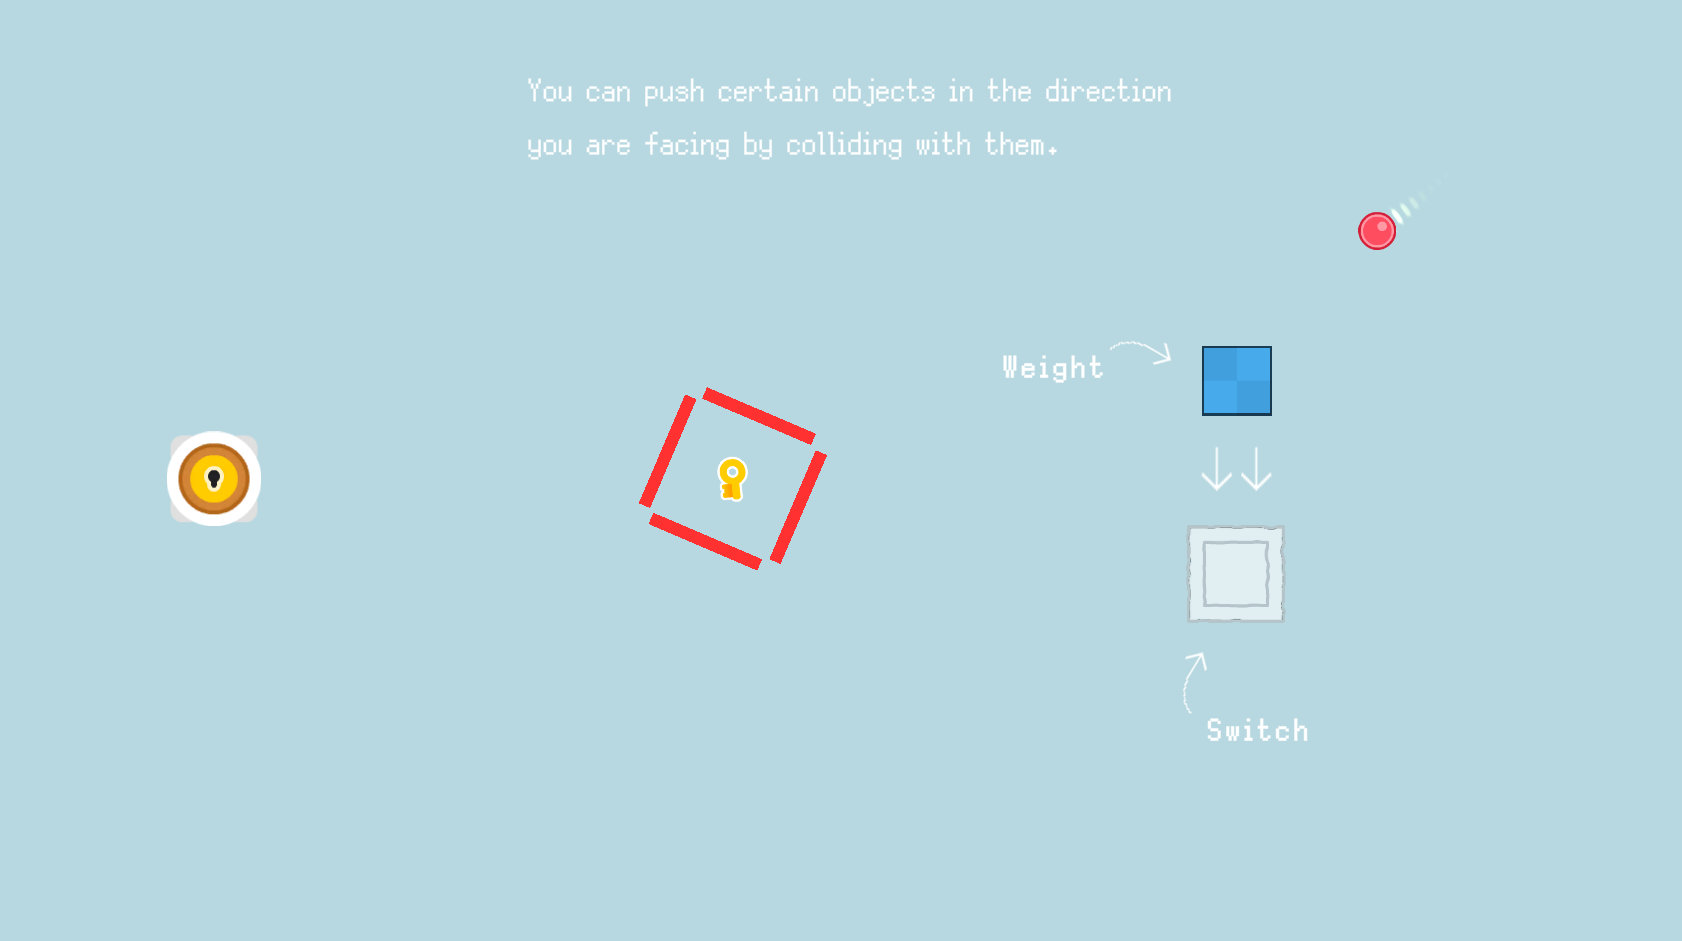 You can push certain objects in the direction
you are facing by colliding with them.
Weight
Switch